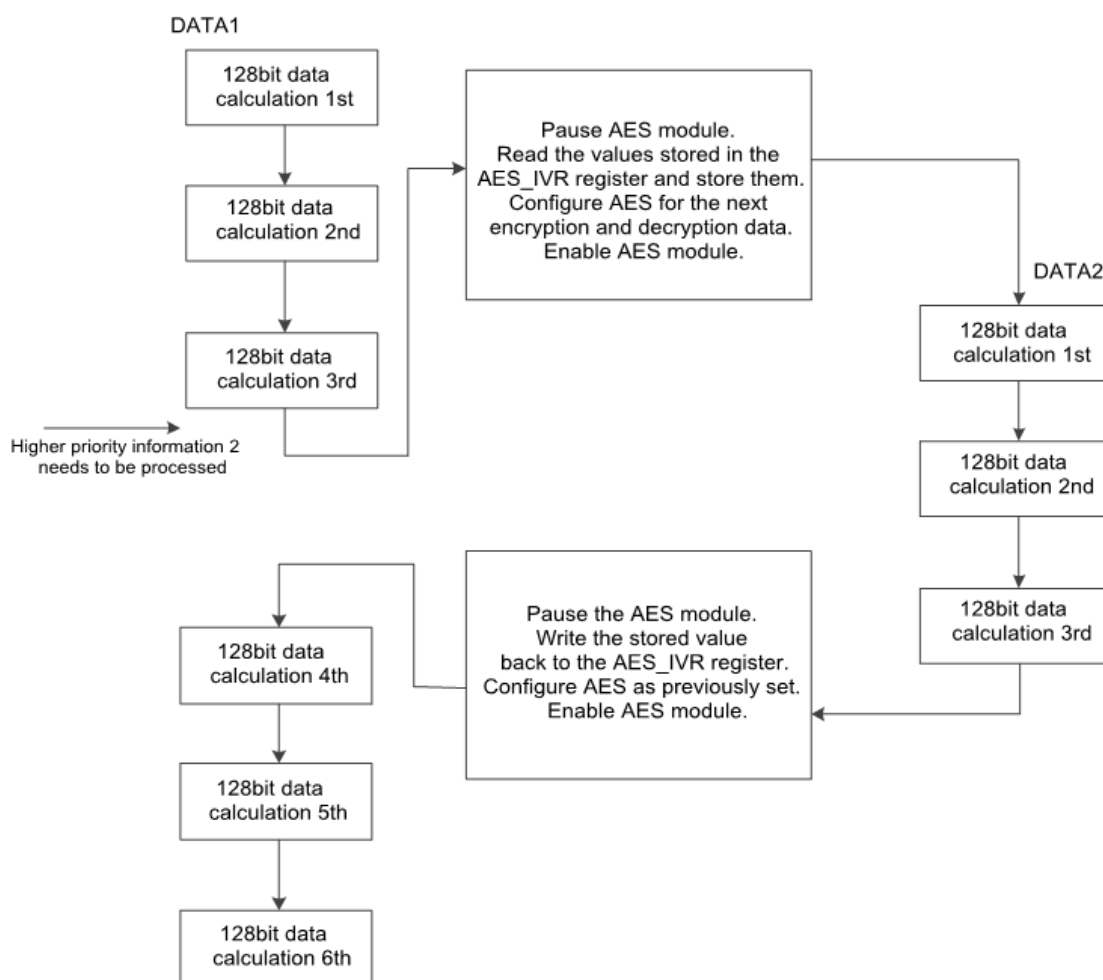 DATA1
128bit data
calculation 1st
128bit data
calculation 2nd
128bit data
calculation 3rd
Higher priority information 2
needs to be processed
Pause AES module.
Read the values stored in the
AES_IVR register and store them.
Configure AES for the next
encryption and decryption data.
Enable AES module.
DATA2
128bit data
calculation 1st
128bit data
calculation 2nd
128bit data
calculation 3rd
Pause the AES module.
Write the stored value
back to the AES_IVR register.
Configure AES as previously set.
Enable AES module.
128bit data
calculation 4th
128bit data
calculation 5th
128bit data
calculation 6th